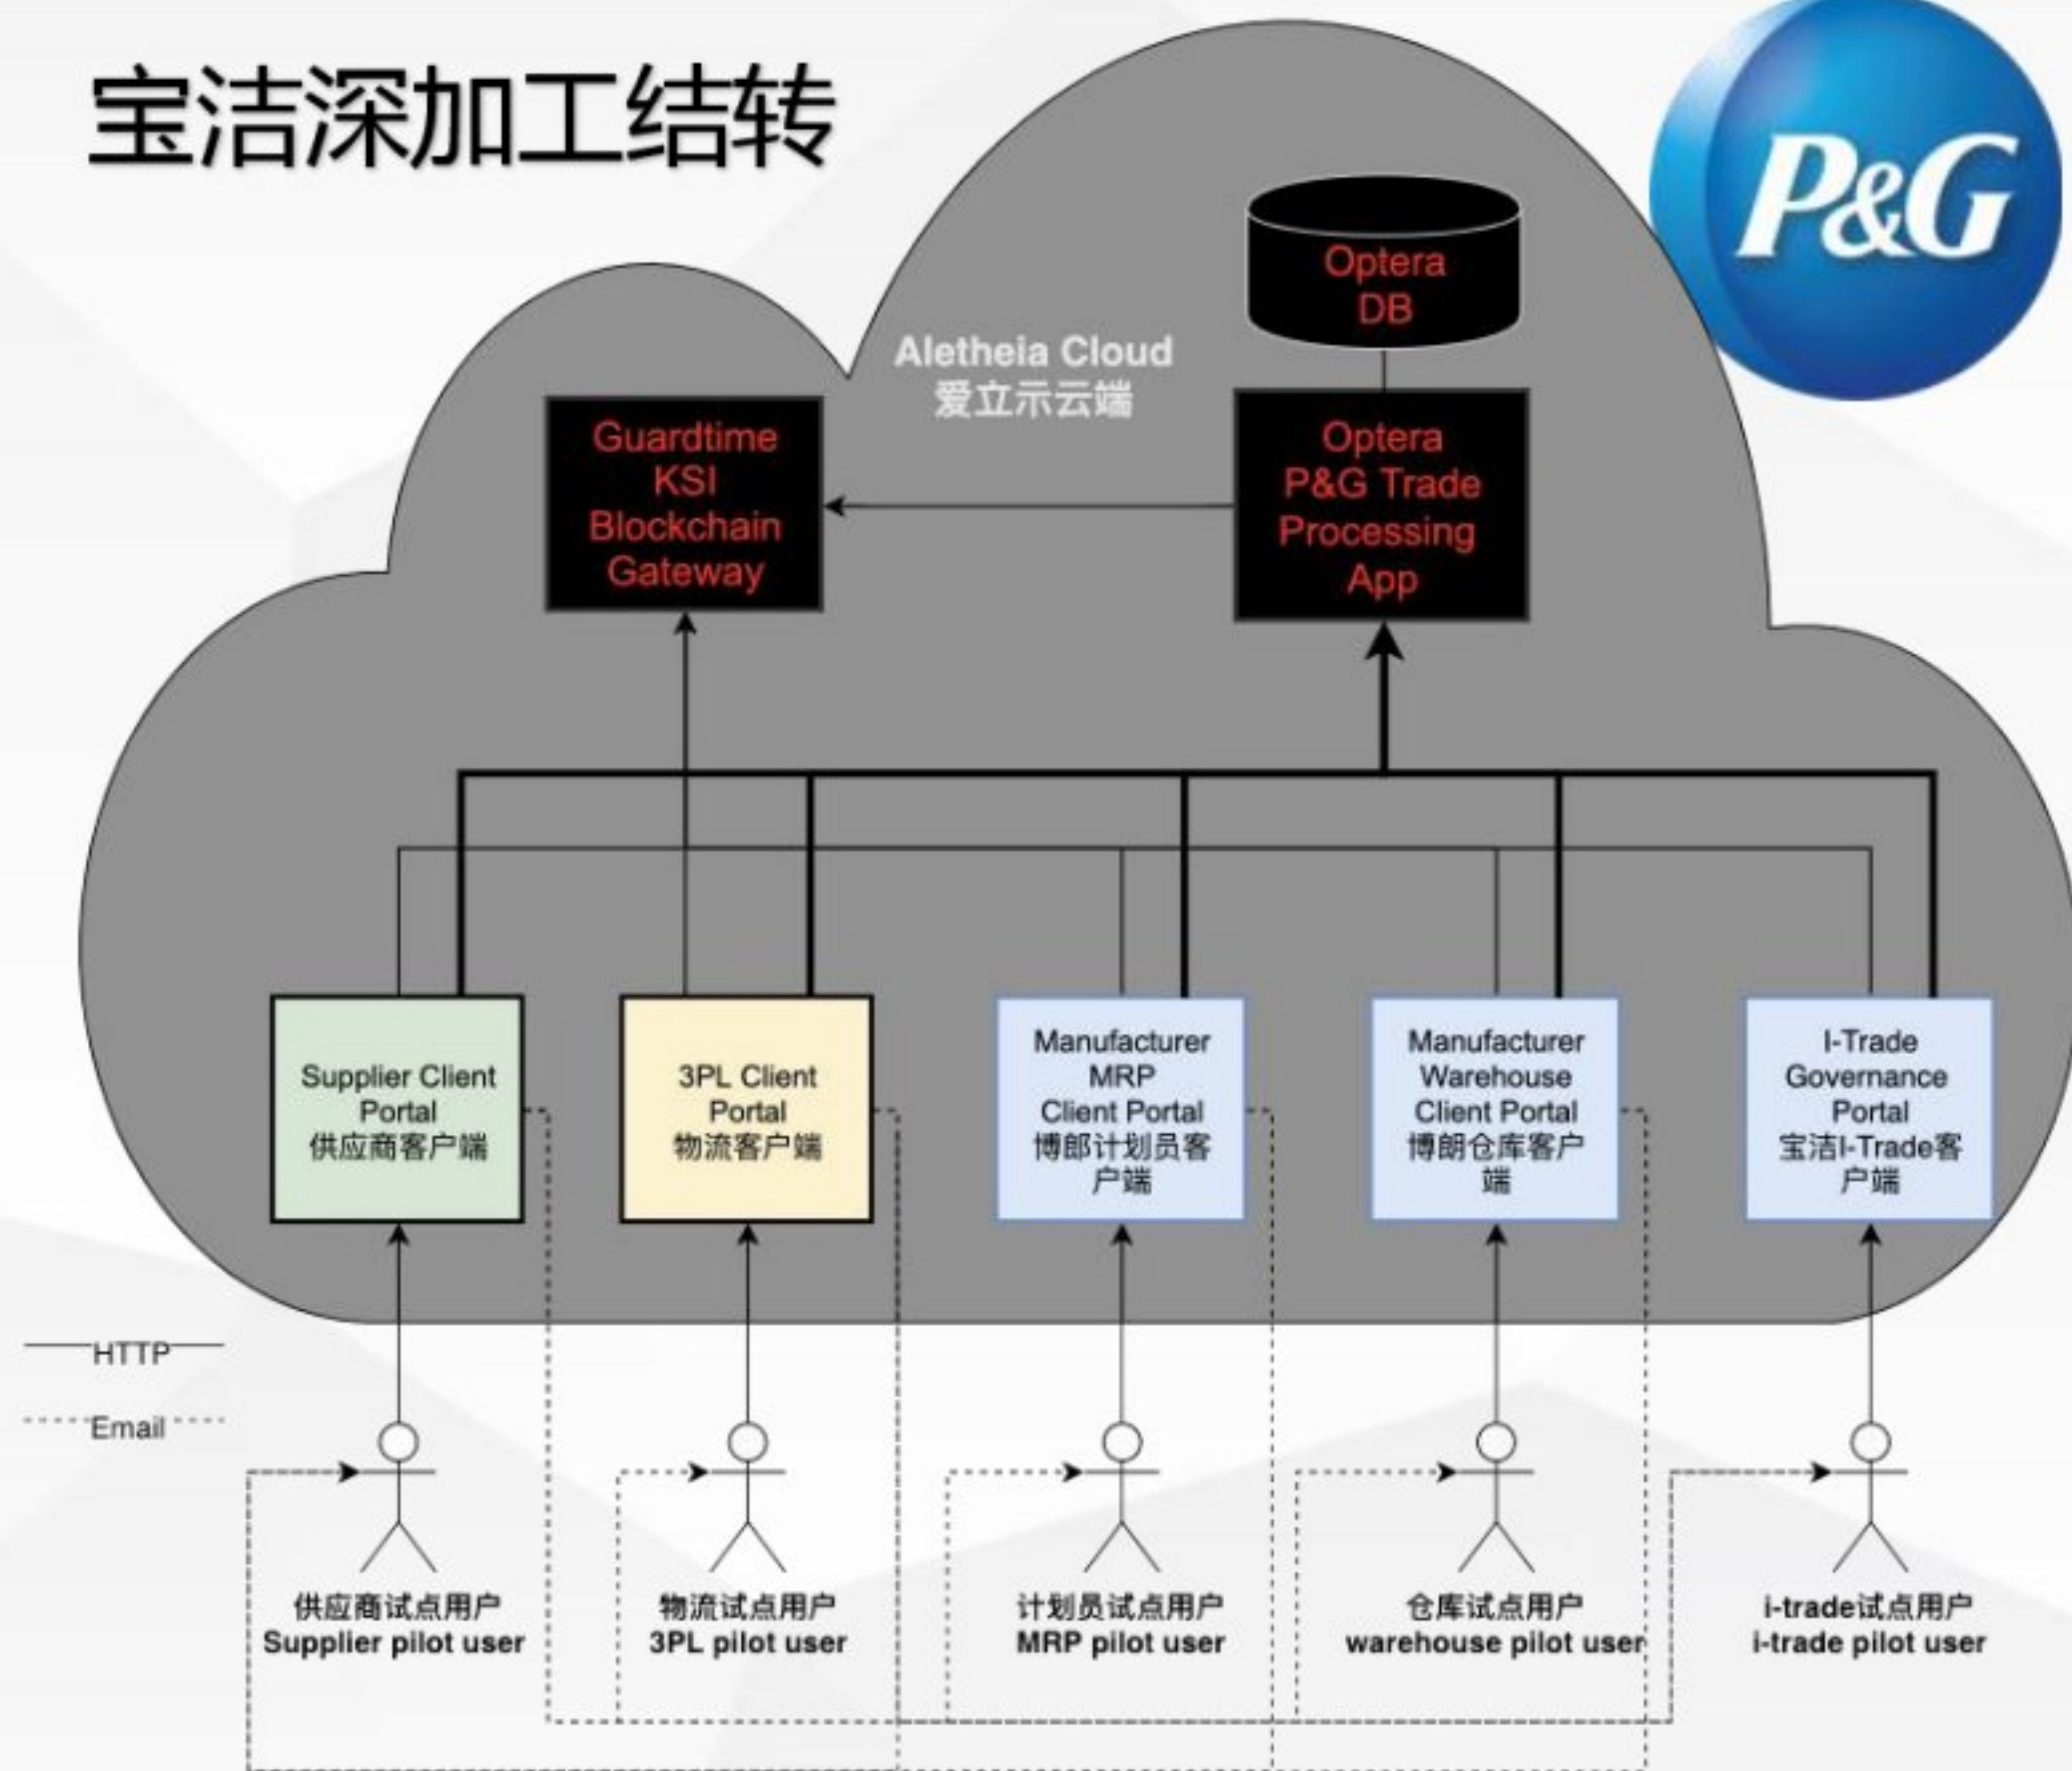 宝洁深加工结转
P&G
Optera
DB
Aletheia Cloud
爱立示云端
Guardtime
KSI
Blockchain
Gateway
Optera
P&G Trade
Processing
App
Supplier Client
Portal
供应商客户端
3PL Client
Portal
物流客户端
Manufacturer
MRP
Client Portal
博郎计划员客
户端
Manufacturer
Warehouse
Client Portal
博朗仓库客户
端
I-Trade
Governance
Portal
宝洁I-Trade客
户端
HTTP
Email
供应商试点用户
Supplier pilot user
物流试点用户
3PL pilot user
计划员试点用户
MRP pilot user
仓库试点用户
warehouse pilot user
i-trade试点用户
i-trade pilot user